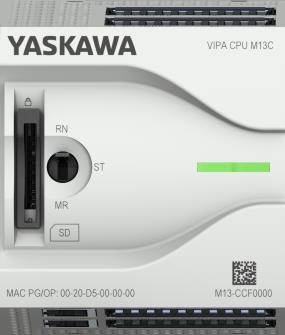 YASKAWA
VIPA CPU M13C
RN
ST
MR
SD
MAC PG/OP: 00-20-D5-00-00-00
M13-CCF0000